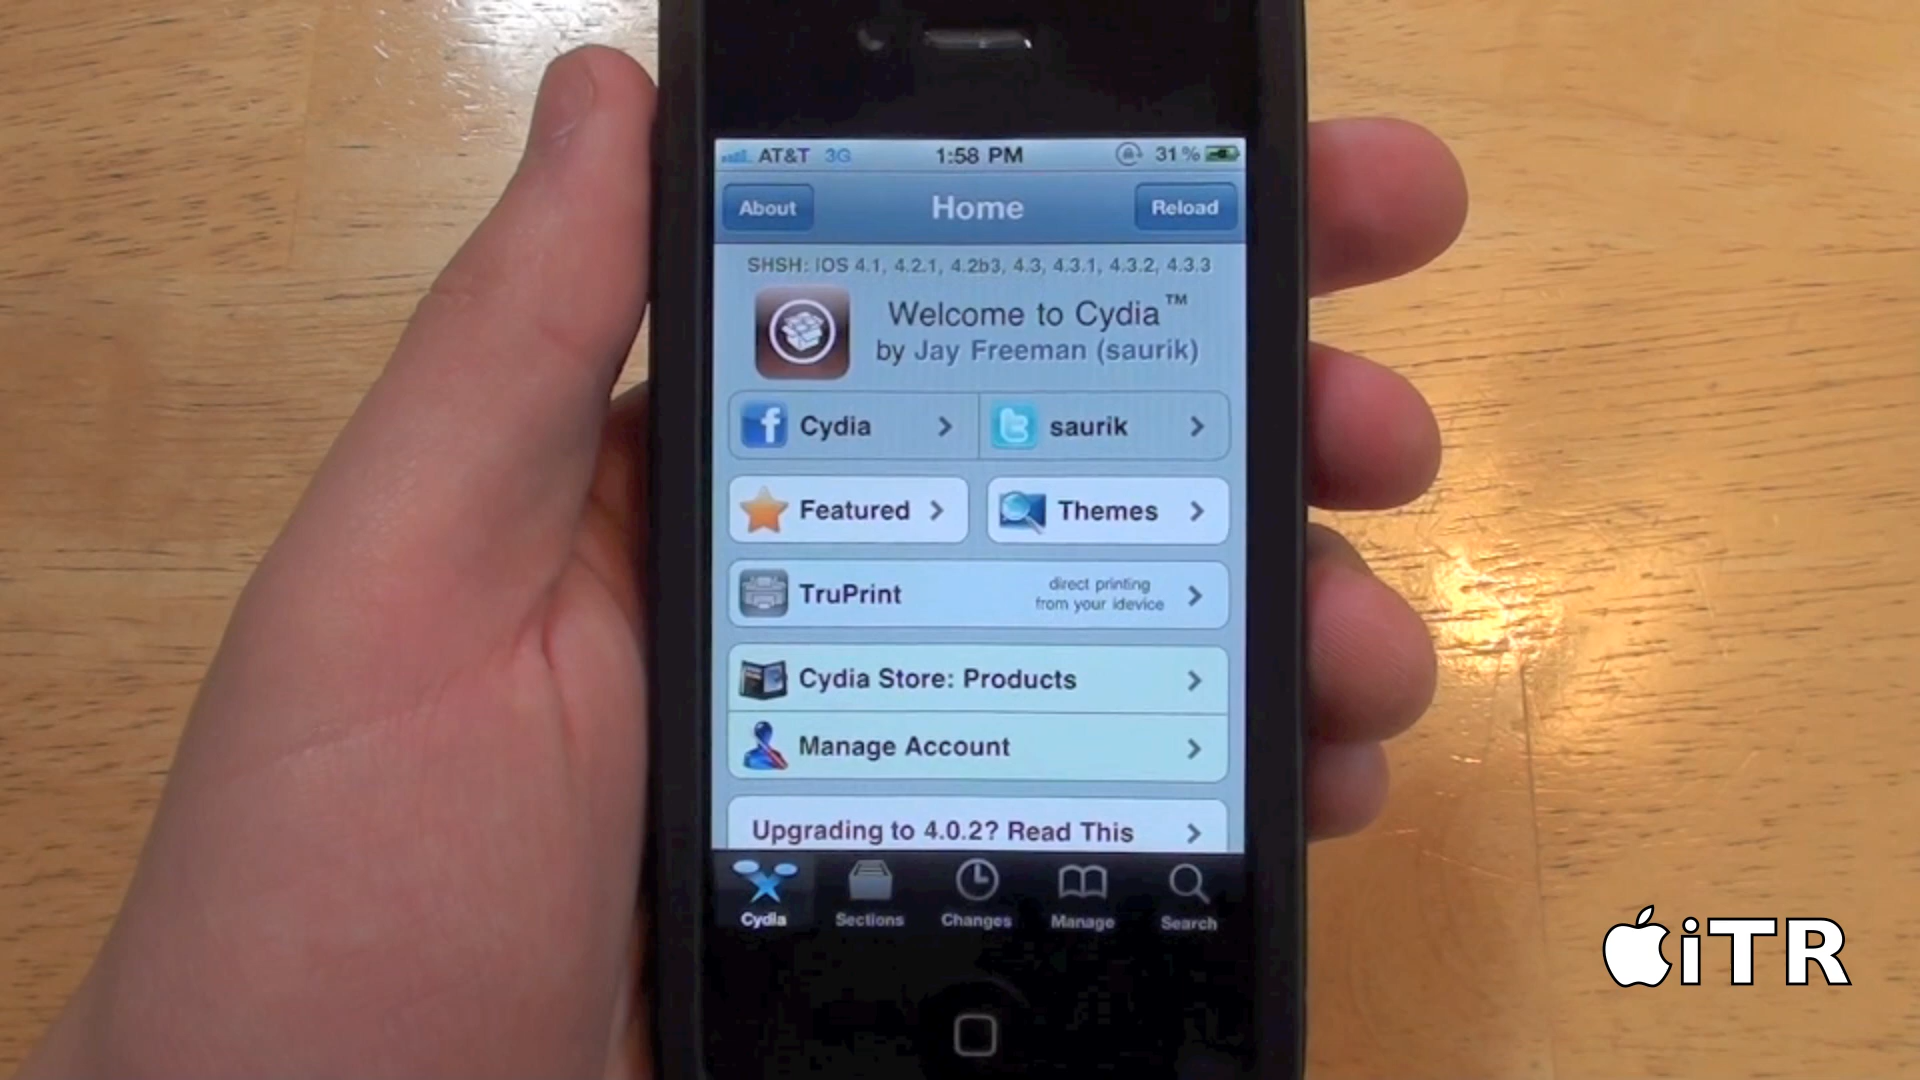 AT&T 3G 1:58 PM 31%
About Home Reload
SHSH: iOS 4.1, 4.2.1, 4.2b3, 4.3, 4.3.1, 4.3.2, 4.3.3
Welcome to Cydia™
by Jay Freeman (saurik)
Cydia saurik
Featured Themes
TruPrint direct printing
from your idevice
Cydia Store: Products
Manage Account
Upgrading to 4.0.2? Read This
Cydia Sections Changes Manage Search
iTR